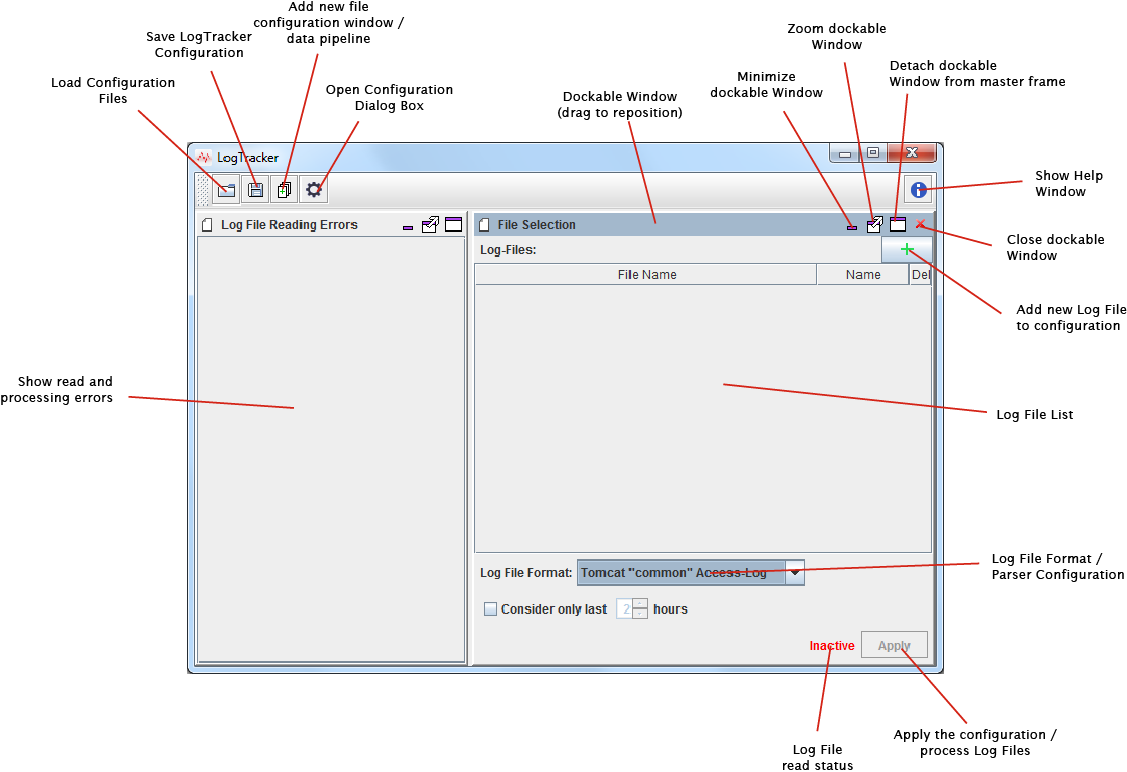 Add new file
configuration window /
data pipeline
Save LogTracker
Configuration
Load Configuration
Files
Open Configuration
Dialog Box
Dockable Window
(drag to reposition)
Minimize
dockable Window
Zoom dockable
Window
Detach dockable
Window from master frame
LogTracker
Show Help
Window
Log File Reading Errors
File Selection
Close dockable
Window
Log-Files:
File Name
Name
Del
Add new Log File
to configuration
Show read and
processing errors
Log File List
Log File Format: Tomcat "common" Access-Log
Log File Format /
Parser Configuration
Consider only last 2 hours
Inactive
Apply
Log File
read status
Apply the configuration /
process Log Files